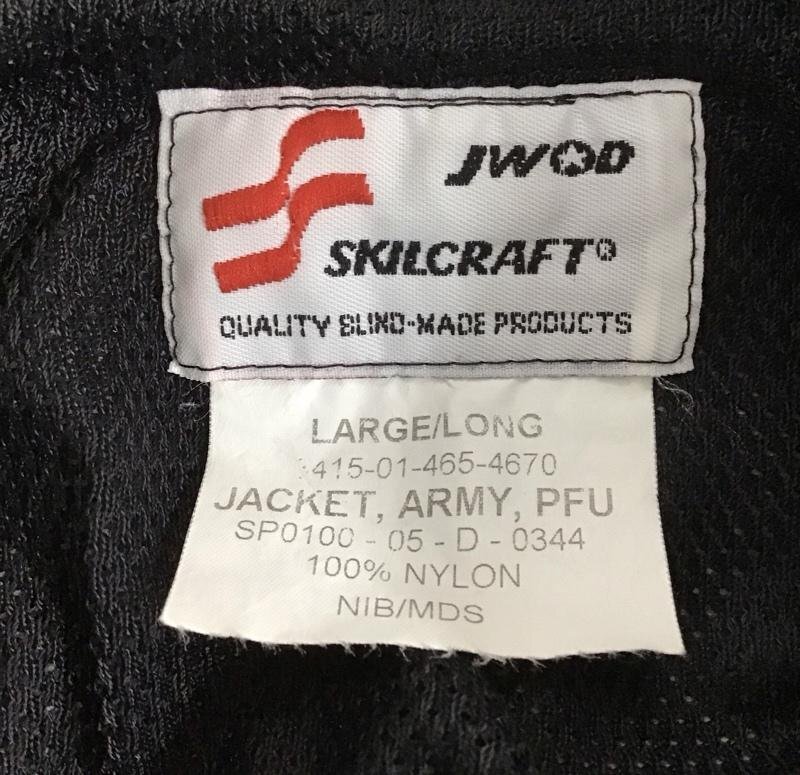 JWOD
SKILCRAFT®
QUALITY BLIND-MADE PRODUCTS
LARGE/LONG
8415-01-465-4670
JACKET, ARMY, PFU
SP0100 - 05 - D - 0344
100% NYLON
NIB/MDS